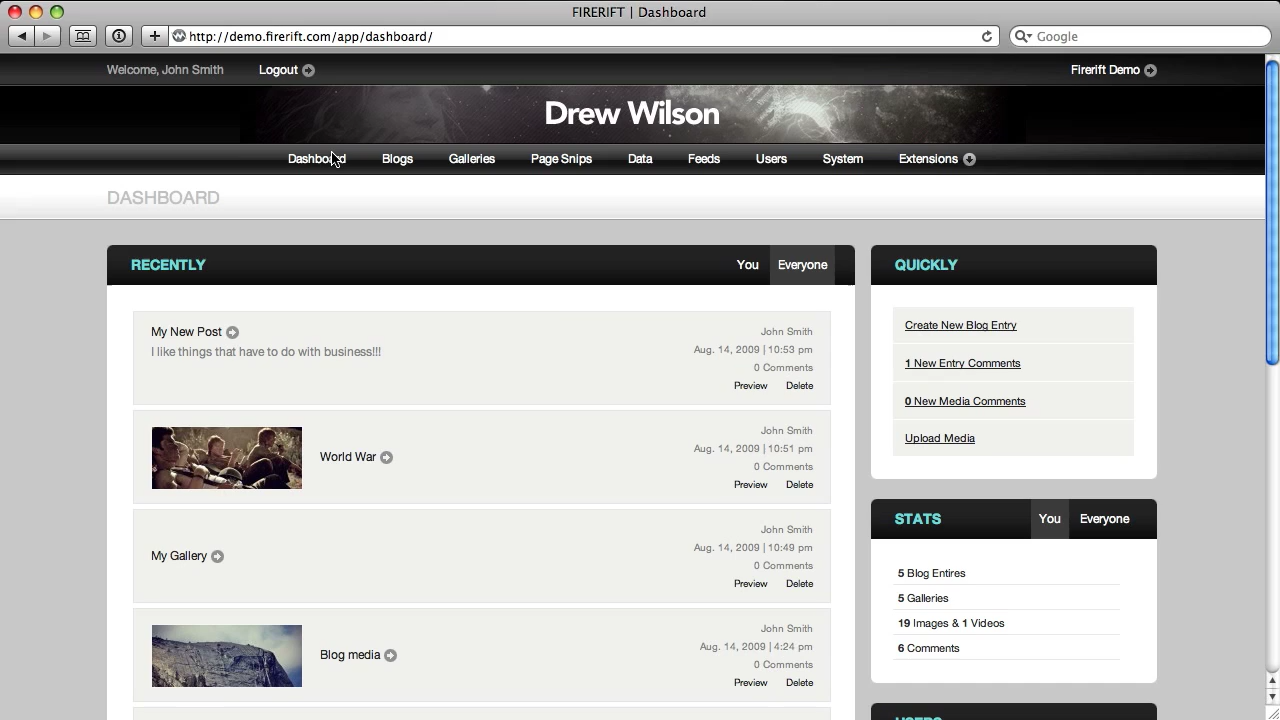 FIRERIFT | Dashboard
http://demo.firerift.com/app/dashboard/
Google
Welcome, John Smith
Logout
Firerift Demo
Drew Wilson
Dashboard
Blogs
Galleries
Page Snips
Data
Feeds
Users
System
Extensions
DASHBOARD
RECENTLY
You
Everyone
My New Post
I like things that have to do with business!!!
John Smith
Aug. 14, 2009 | 10:53 pm
0 Comments
Preview
Delete
World War
John Smith
Aug. 14, 2009 | 10:51 pm
0 Comments
Preview
Delete
My Gallery
John Smith
Aug. 14, 2009 | 10:49 pm
0 Comments
Preview
Delete
Blog media
John Smith
Aug. 14, 2009 | 4:24 pm
0 Comments
Preview
Delete
QUICKLY
Create New Blog Entry
1 New Entry Comments
0 New Media Comments
Upload Media
STATS
You
Everyone
5 Blog Entires
5 Galleries
19 Images & 1 Videos
6 Comments
USERS